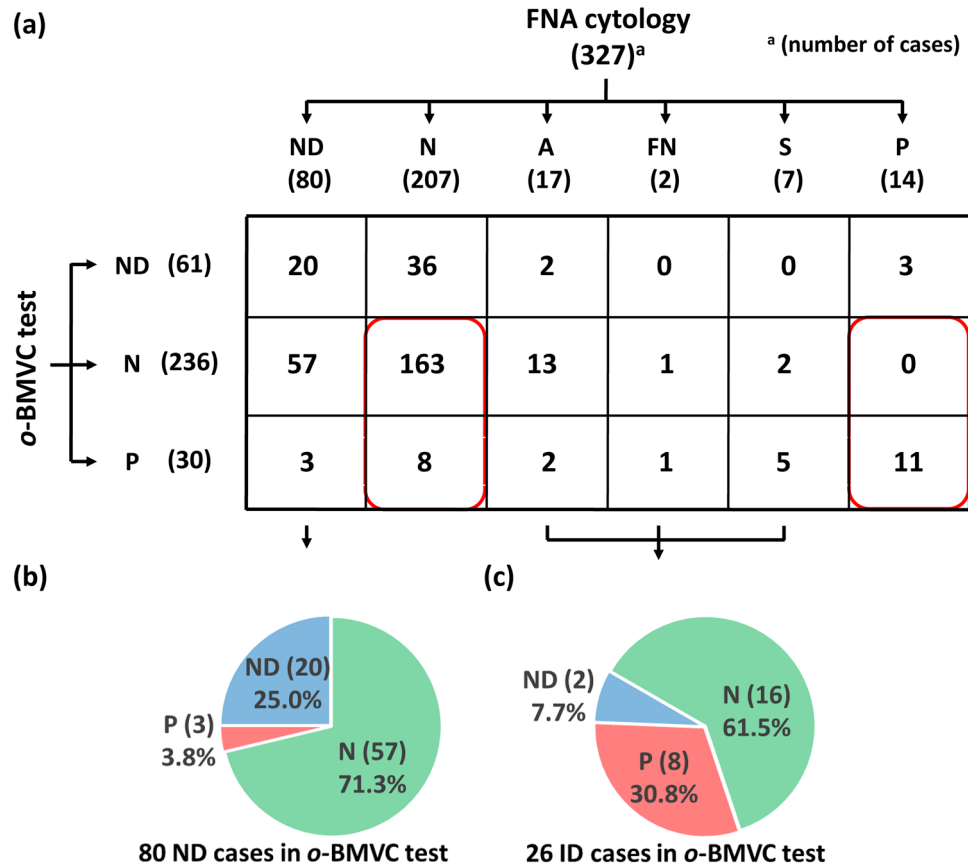 (a)
FNA cytology
(327)ᵃ
ᵃ (number of cases)
ND N A FN S P
(80) (207) (17) (2) (7) (14)
o-BMVC test
ND (61) 20 36 2 0 0 3
N (236) 57 163 13 1 2 0
P (30) 3 8 2 1 5 11
(b)
ND (20)
25.0%
P (3)
3.8%
N (57)
71.3%
80 ND cases in o-BMVC test
(c)
ND (2)
7.7%
N (16)
61.5%
P (8)
30.8%
26 ID cases in o-BMVC test